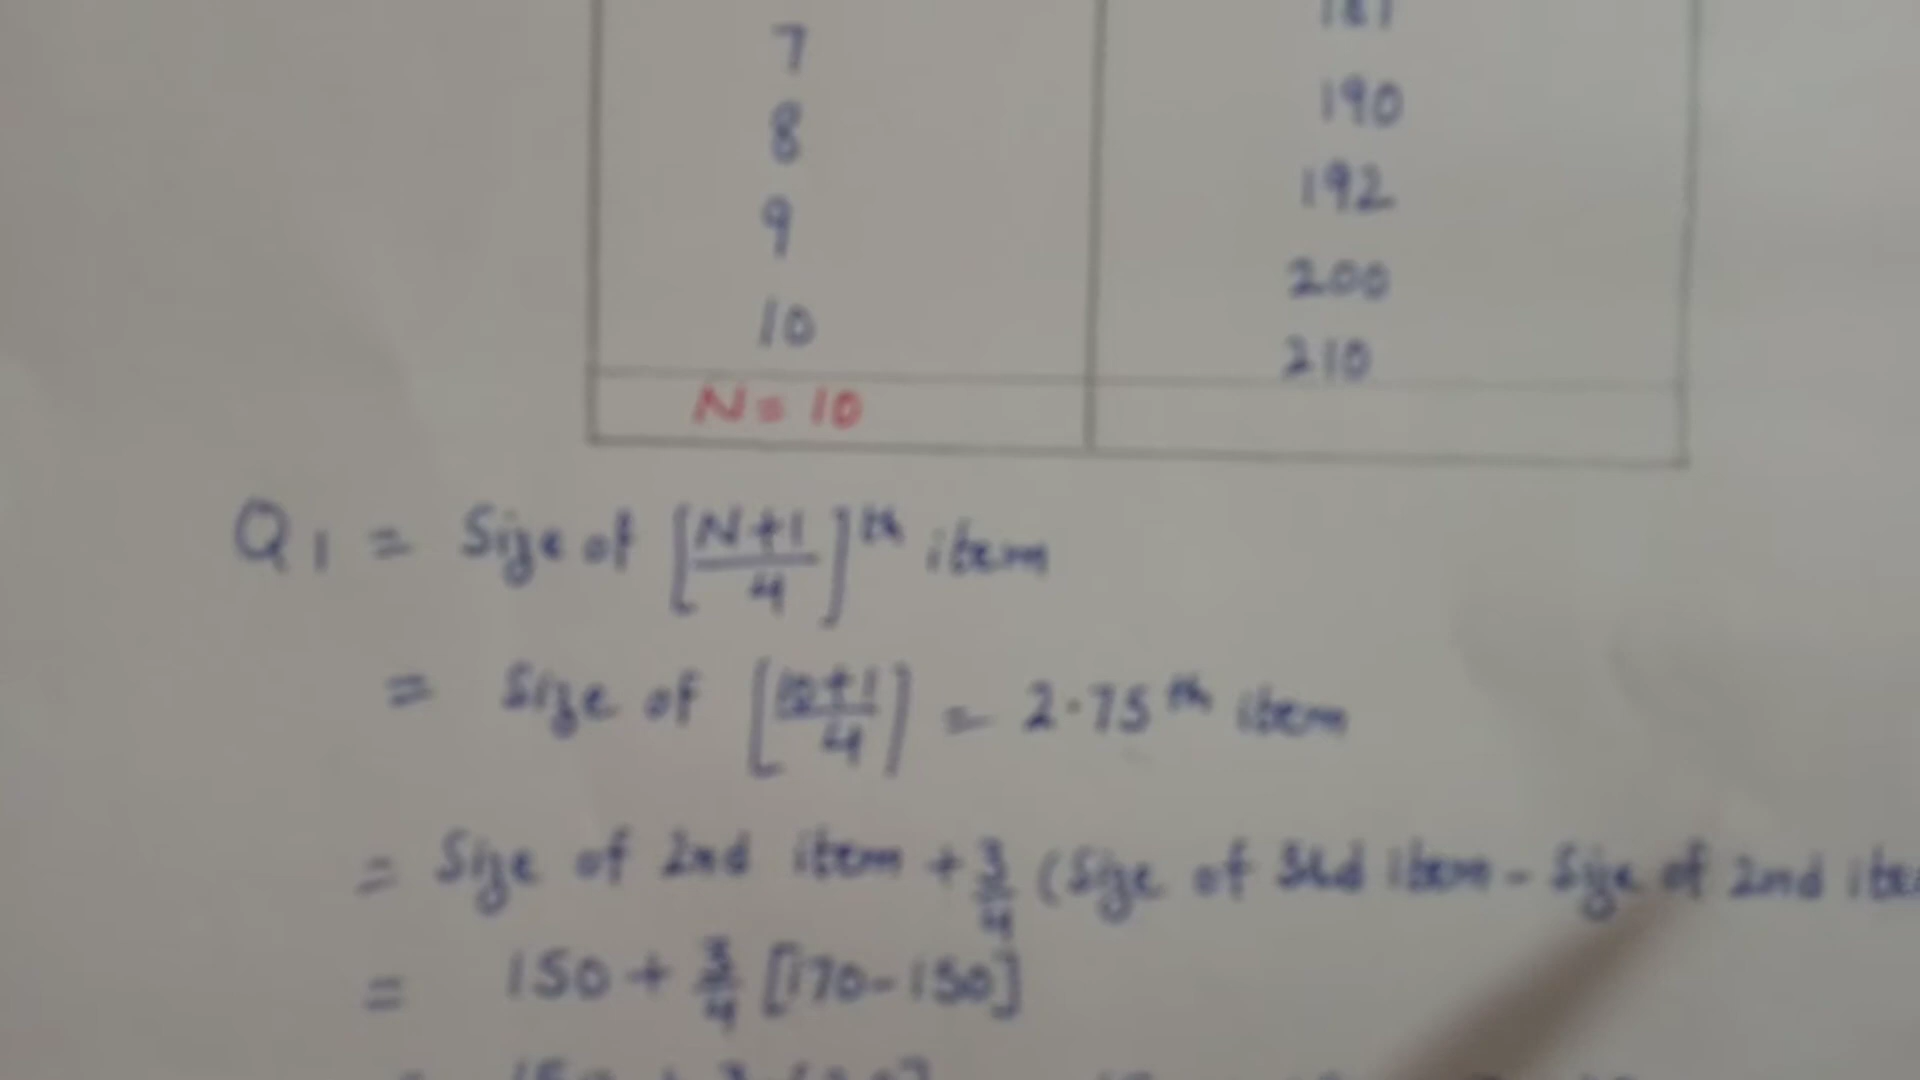 181
7 190
8 192
9 200
10 210
N = 10
Q1 = Size of [N+1/4]th item
= Size of [10+1/4] = 2.75th item
= Size of 2nd item + 3/4 (Size of 3rd item - Size of 2nd
= 150 + 3/4 [170-150]